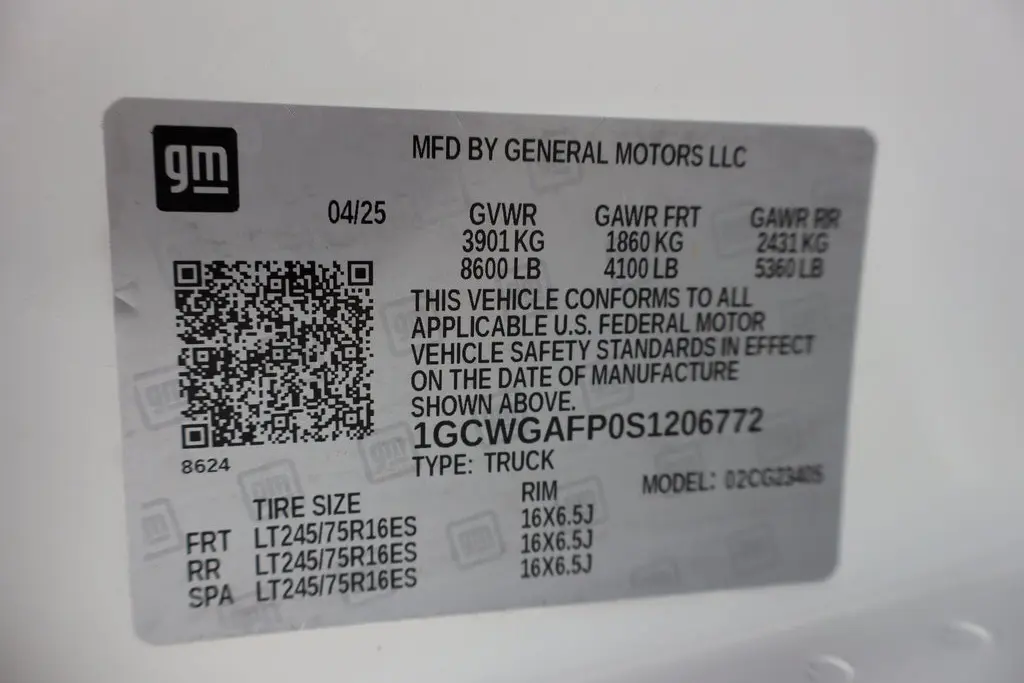 gm
MFD BY GENERAL MOTORS LLC
04/25 GVWR GAWR FRT GAWR RR
3901 KG 1860 KG 2431 KG
8600 LB 4100 LB 5360 LB
THIS VEHICLE CONFORMS TO ALL
APPLICABLE U.S. FEDERAL MOTOR
VEHICLE SAFETY STANDARDS IN EFFECT
ON THE DATE OF MANUFACTURE
SHOWN ABOVE.
1GCWGAFP0S1206772
8624
TYPE: TRUCK
MODEL: 02CG23405
TIRE SIZE RIM
FRT LT245/75R16ES 16X6.5J
RR LT245/75R16ES 16X6.5J
SPA LT245/75R16ES 16X6.5J